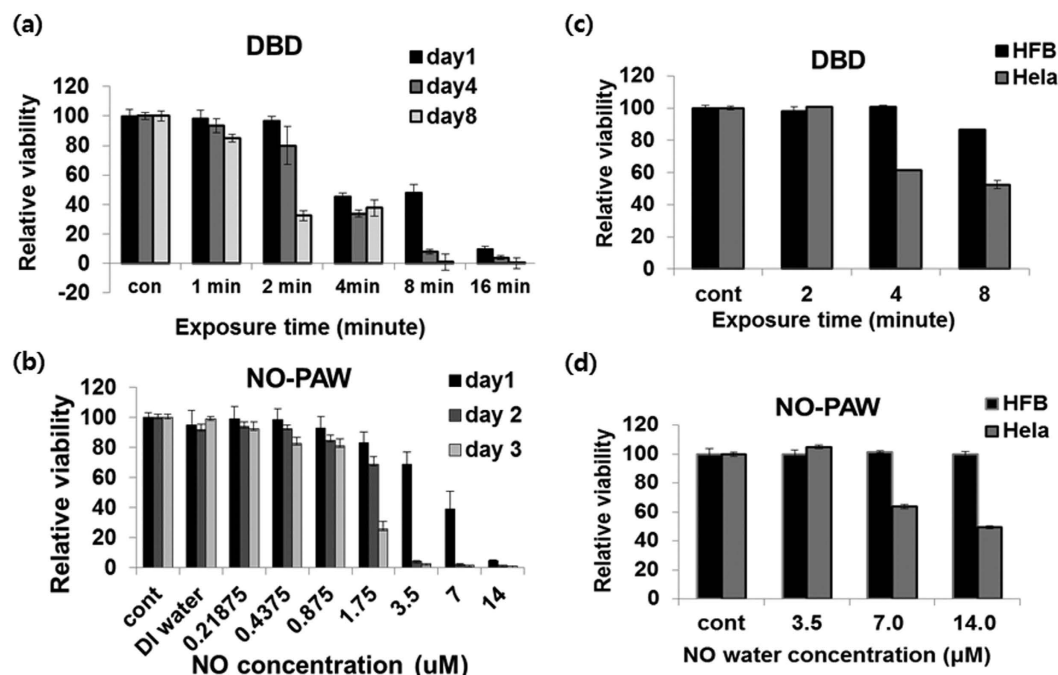 (a)
DBD
day1
day4
day8
Relative viability
120
100
80
60
40
20
0
-20
con
1 min
2 min
4min
8 min
16 min
Exposure time (minute)
(b)
NO-PAW
day1
day 2
day 3
Relative viability
120
100
80
60
40
20
0
cont
DI water
0.21875
0.4375
0.875
1.75
3.5
7
14
NO concentration (uM)
(c)
DBD
HFB
Hela
Relative viability
120
100
80
60
40
20
0
cont
2
4
8
Exposure time (minute)
(d)
NO-PAW
HFB
Hela
Relative viability
120
100
80
60
40
20
0
cont
3.5
7.0
14.0
NO water concentration (µM)